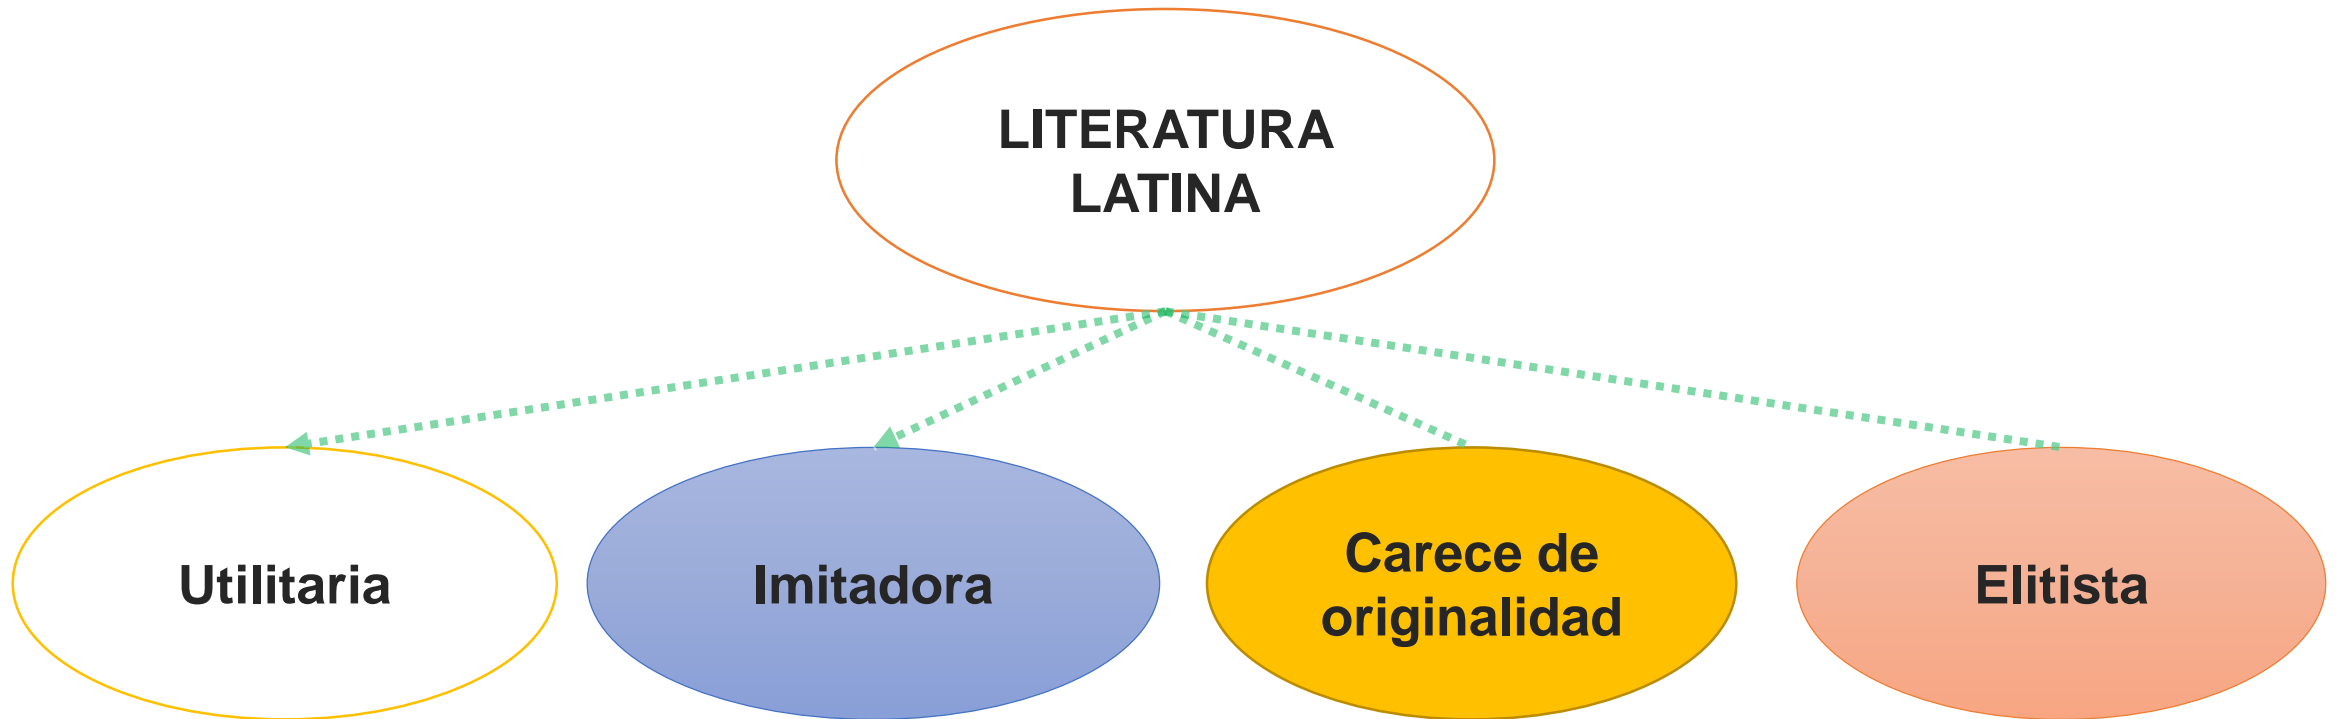 LITERATURA
LATINA
Utilitaria
Imitadora
Carece de
originalidad
Elitista